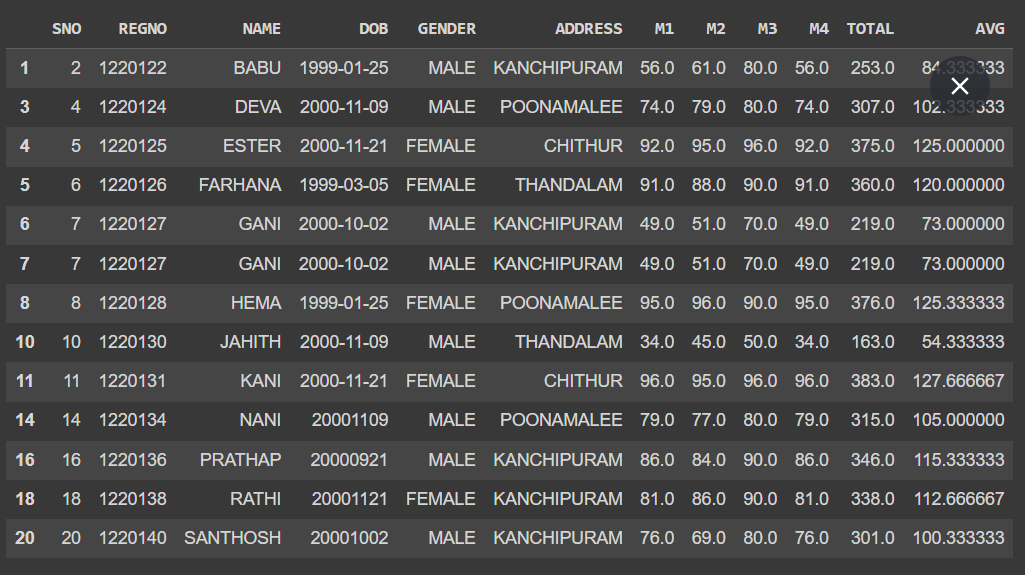 SNO REGNO NAME DOB GENDER ADDRESS M1 M2 M3 M4 TOTAL AVG
1 2 1220122 BABU 1999-01-25 MALE KANCHIPURAM 56.0 61.0 80.0 56.0 253.0 84.333333
3 4 1220124 DEVA 2000-11-09 MALE POONAMALEE 74.0 79.0 80.0 74.0 307.0 102.333333
4 5 1220125 ESTER 2000-11-21 FEMALE CHITHUR 92.0 95.0 96.0 92.0 375.0 125.000000
5 6 1220126 FARHANA 1999-03-05 FEMALE THANDALAM 91.0 88.0 90.0 91.0 360.0 120.000000
6 7 1220127 GANI 2000-10-02 MALE KANCHIPURAM 49.0 51.0 70.0 49.0 219.0 73.000000
7 7 1220127 GANI 2000-10-02 MALE KANCHIPURAM 49.0 51.0 70.0 49.0 219.0 73.000000
8 8 1220128 HEMA 1999-01-25 FEMALE POONAMALEE 95.0 96.0 90.0 95.0 376.0 125.333333
10 10 1220130 JAHITH 2000-11-09 MALE THANDALAM 34.0 45.0 50.0 34.0 163.0 54.333333
11 11 1220131 KANI 2000-11-21 FEMALE CHITHUR 96.0 95.0 96.0 96.0 383.0 127.666667
14 14 1220134 NANI 20001109 MALE POONAMALEE 79.0 77.0 80.0 79.0 315.0 105.000000
16 16 1220136 PRATHAP 20000921 MALE KANCHIPURAM 86.0 84.0 90.0 86.0 346.0 115.333333
18 18 1220138 RATHI 20001121 FEMALE KANCHIPURAM 81.0 86.0 90.0 81.0 338.0 112.666667
20 20 1220140 SANTHOSH 20001002 MALE KANCHIPURAM 76.0 69.0 80.0 76.0 301.0 100.333333